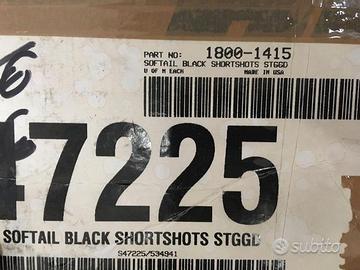 PART NO: 1800-1415
SOFTAIL BLACK SHORTSHOTS STGGD
U OF M EACH MADE IN USA
47225
SOFTAIL BLACK SHORTSHOTS STGGD
S47225/534941
subito